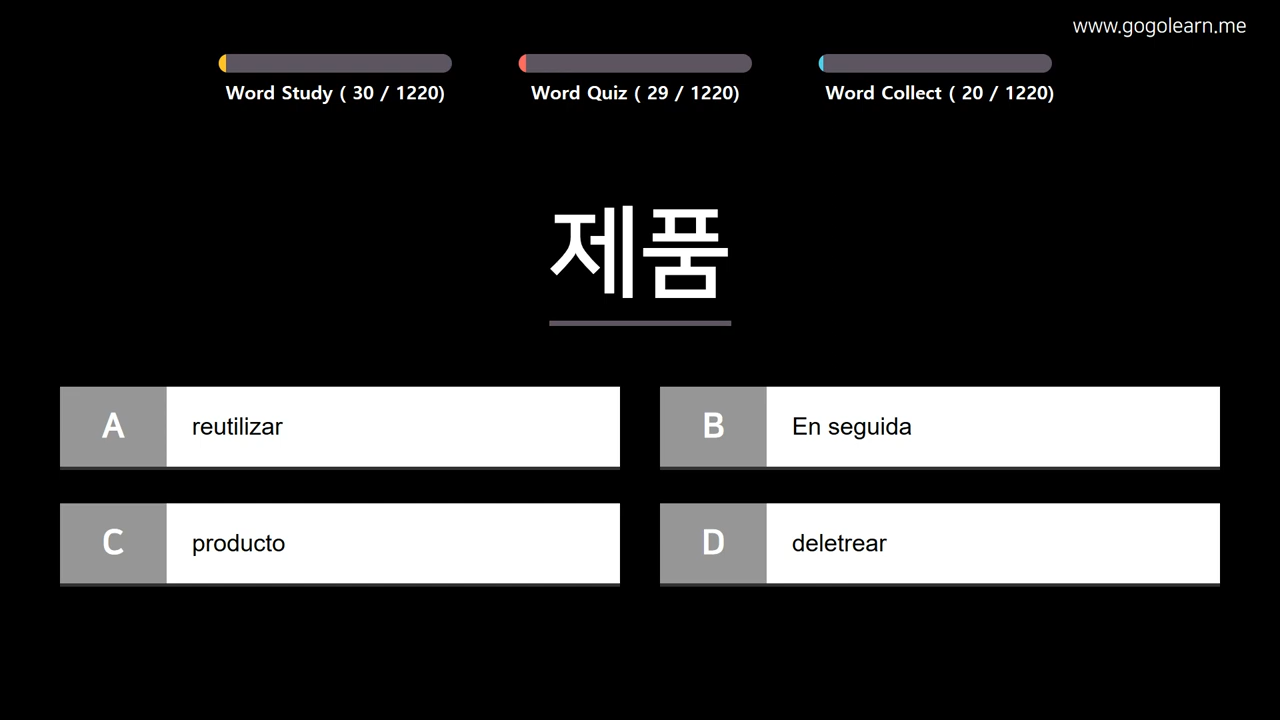 www.gogolearn.me
Word Study ( 30 / 1220)
Word Quiz ( 29 / 1220)
Word Collect ( 20 / 1220)
제품
A reutilizar
B En seguida
C producto
D deletrear